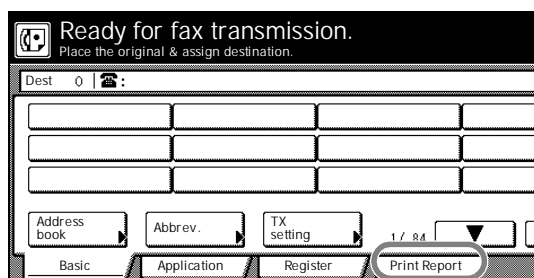 Ready for fax transmission.
Place the original & assign destination.
Dest 0 ☎:
Address book
Abbrev.
TX setting
1/ 84
Basic
Application
Register
Print Report